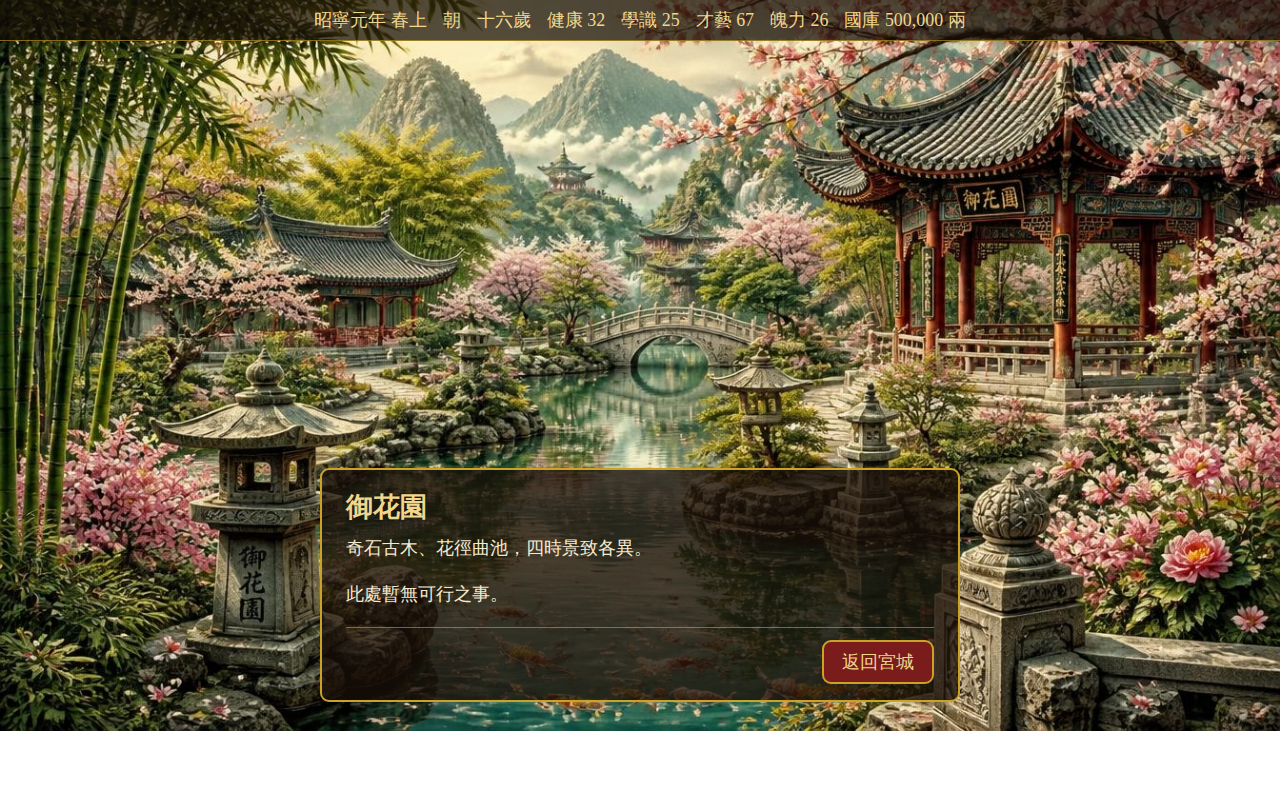 昭寧元年 春上 朝 十六歲 健康 32 學識 25 才藝 67 魄力 26 國庫 500,000 兩
御花園
御花園
御花園
奇石古木、花徑曲池，四時景致各異。
此處暫無可行之事。
返回宮城